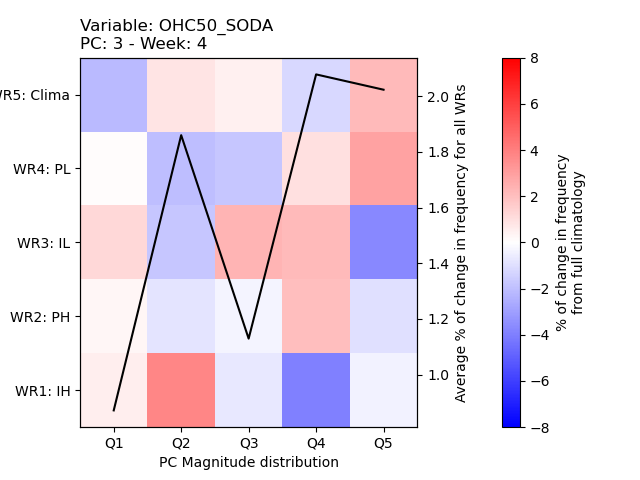 Variable: OHC50_SODA
PC: 3 - Week: 4
WR5: Clima
WR4: PL
WR3: IL
WR2: PH
WR1: IH
Q1 Q2 Q3 Q4 Q5
PC Magnitude distribution
2.0
1.8
1.6
1.4
1.2
1.0
Average % of change in frequency for all WRs
8
6
4
2
0
−2
−4
−6
−8
% of change in frequency
from full climatology